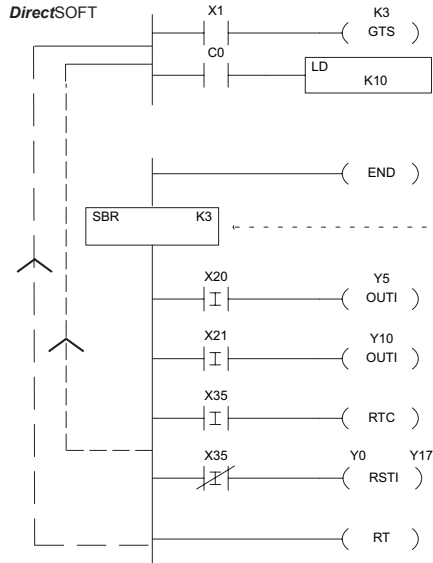 DirectSOFT
X1 K3
GTS
C0
LD
K10
END
SBR K3
X20 Y5
I OUTI
X21 Y10
I OUTI
X35
I RTC
X35 Y0 Y17
I RSTI
RT